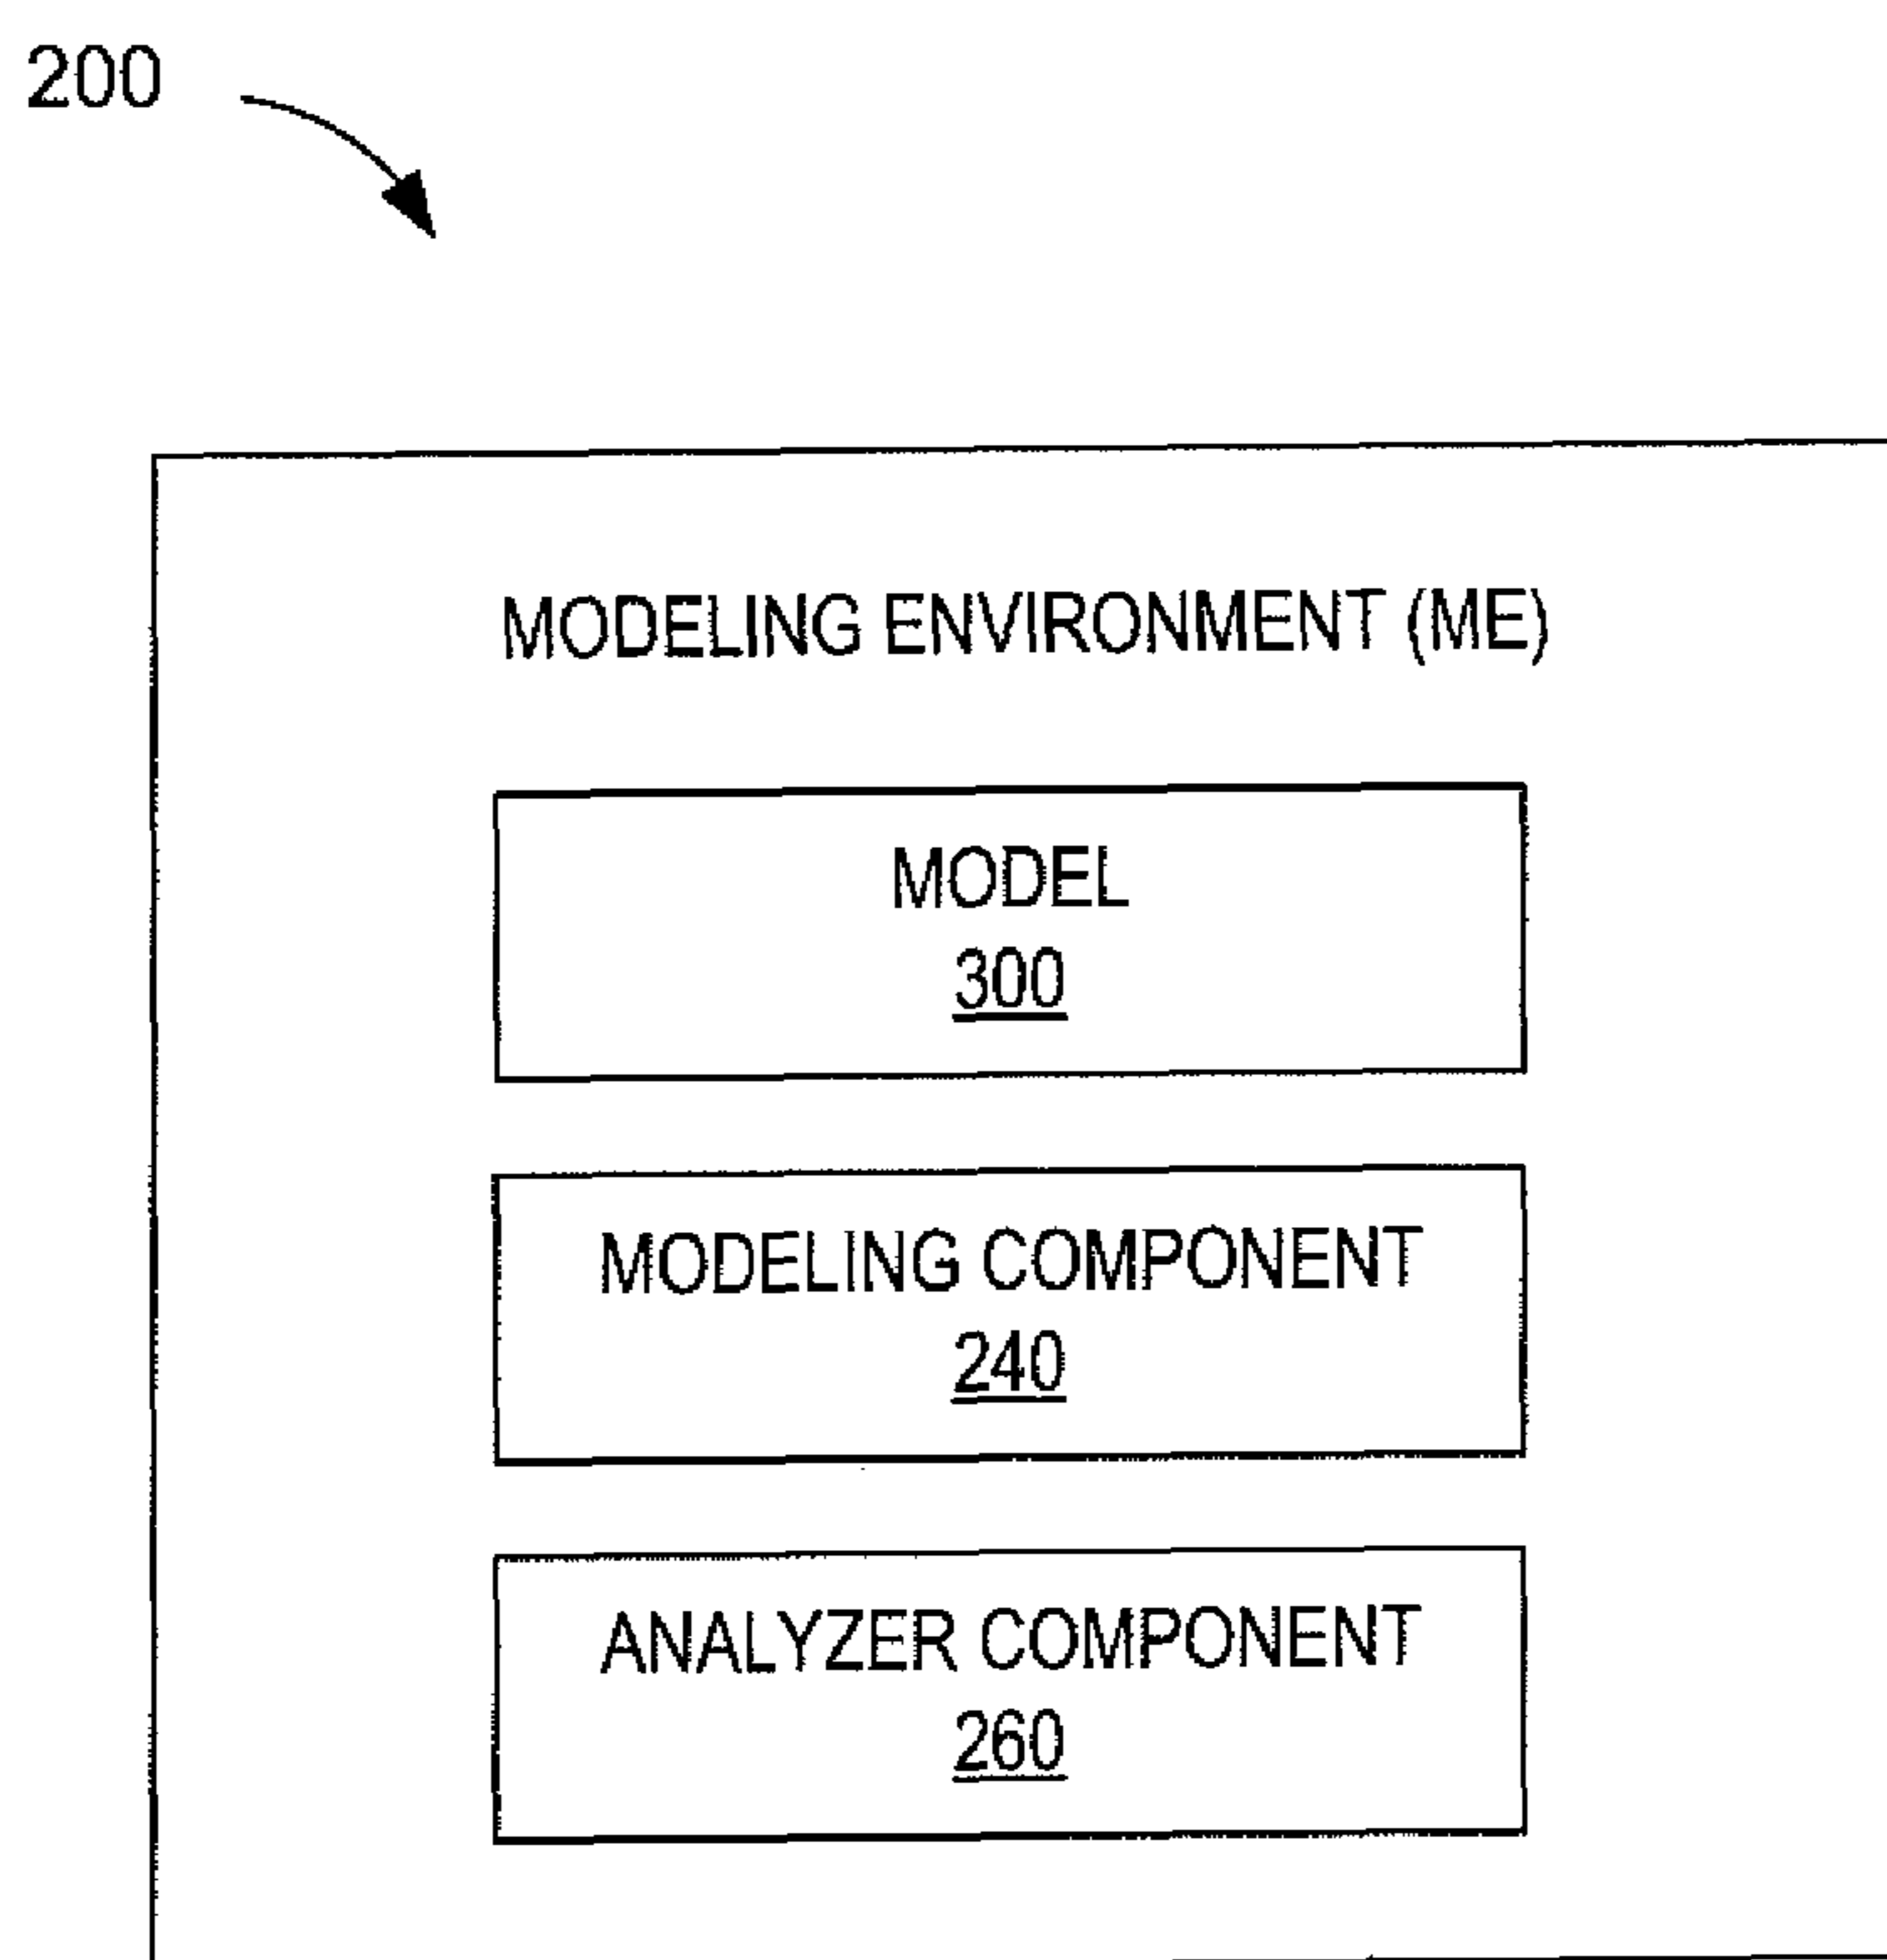 200
MODELING ENVIRONMENT (ME)
MODEL
300
MODELING COMPONENT
240
ANALYZER COMPONENT
260